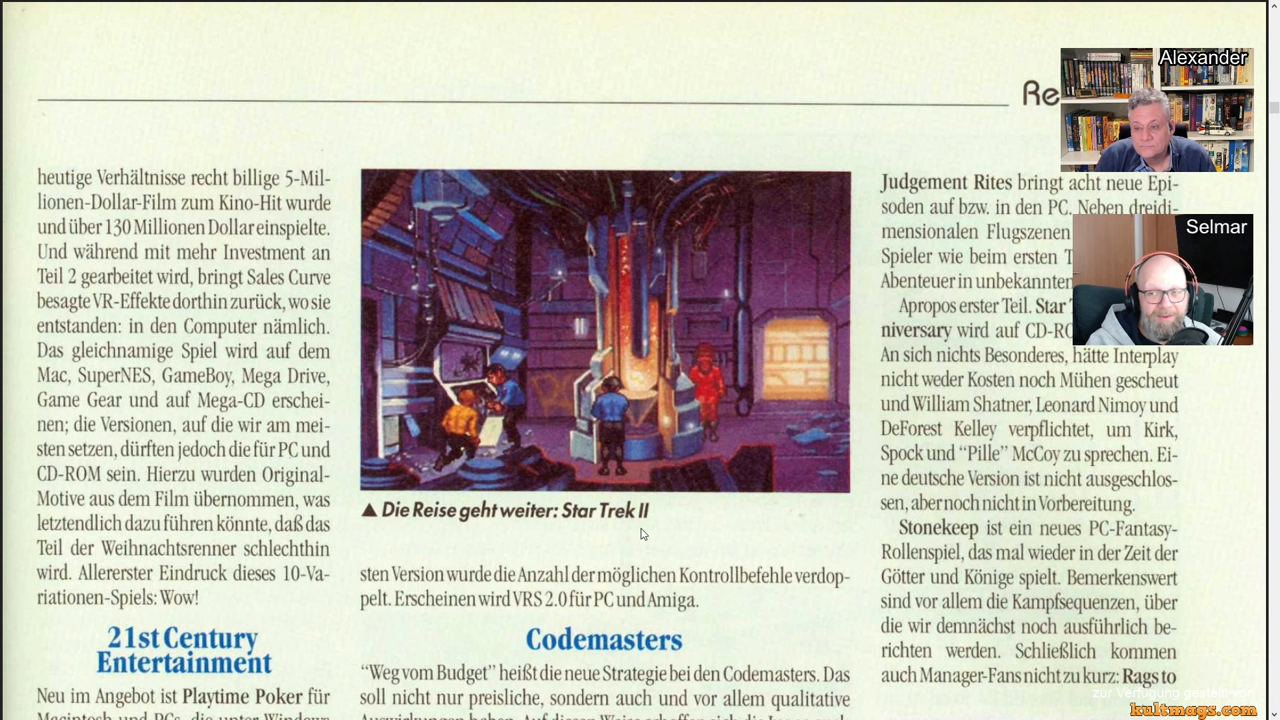 Re
Alexander
Selmar
heutige Verhältnisse recht billige 5-Mil-
lionen-Dollar-Film zum Kino-Hit wurde
und über 130 Millionen Dollar einspielte.
Und während mit mehr Investment an
Teil 2 gearbeitet wird, bringt Sales Curve
besagte VR-Effekte dorthin zurück, wo sie
entstanden: in den Computer nämlich.
Das gleichnamige Spiel wird auf dem
Mac, SuperNES, GameBoy, Mega Drive,
Game Gear und auf Mega-CD erschei-
nen; die Versionen, auf die wir am mei-
sten setzen, dürften jedoch die für PC und
CD-ROM sein. Hierzu wurden Original-
Motive aus dem Film übernommen, was
letztendlich dazu führen könnte, daß das
Teil der Weihnachtsrenner schlechthin
wird. Allererster Eindruck dieses 10-Va-
riationen-Spiels: Wow!
21st Century
Entertainment
Neu im Angebot ist Playtime Poker für
Macintosh und PCs, die unter Windows
▲ Die Reise geht weiter: Star Trek II
sten Version wurde die Anzahl der möglichen Kontrollbefehle verdop-
pelt. Erscheinen wird VRS 2.0 für PC und Amiga.
Codemasters
“Weg vom Budget” heißt die neue Strategie bei den Codemasters. Das
soll nicht nur preisliche, sondern auch und vor allem qualitative
Judgement Rites bringt acht neue Epi-
soden auf bzw. in den PC. Neben dreidi-
mensionalen Flugszenen
Spieler wie beim ersten T
Abenteuer in unbekannten
Apropos erster Teil. Star T
niversary wird auf CD-RO
An sich nichts Besonderes, hätte Interplay
nicht weder Kosten noch Mühen gescheut
und William Shatner, Leonard Nimoy und
DeForest Kelley verpflichtet, um Kirk,
Spock und “Pille” McCoy zu sprechen. Ei-
ne deutsche Version ist nicht ausgeschlos-
sen, aber noch nicht in Vorbereitung.
Stonekeep ist ein neues PC-Fantasy-
Rollenspiel, das mal wieder in der Zeit der
Götter und Könige spielt. Bemerkenswert
sind vor allem die Kampfsequenzen, über
die wir demnächst noch ausführlich be-
richten werden. Schließlich kommen
auch Manager-Fans nicht zu kurz: Rags to
zur Verfügung gestellt von
kultmags.com